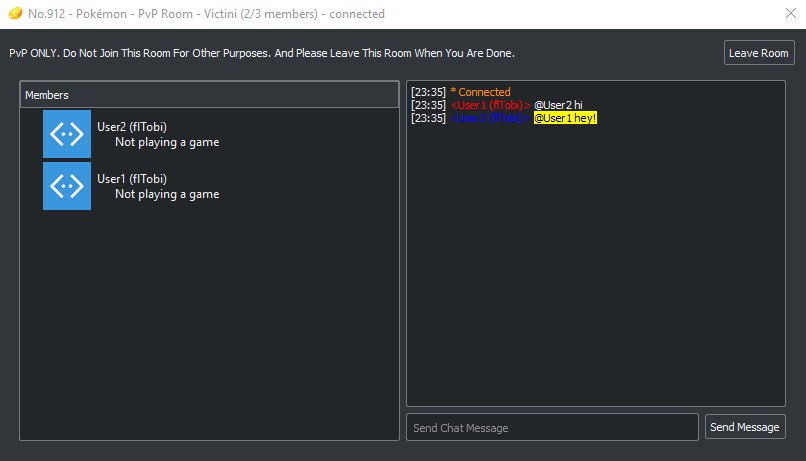 No.912 - Pokémon - PvP Room - Victini (2/3 members) - connected
PvP ONLY. Do Not Join This Room For Other Purposes. And Please Leave This Room When You Are Done.
Leave Room
Members
User2 (flTobi)
Not playing a game
User1 (flTobi)
Not playing a game
[23:35] * Connected
[23:35] <User1 (flTobi)> @User2 hi
[23:35] <User2 (flTobi)> @User1 hey!
Send Chat Message
Send Message